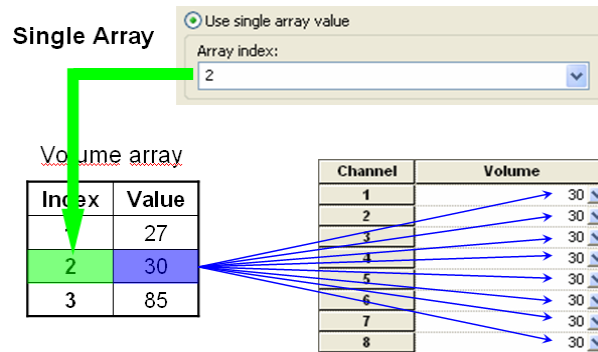 Single Array
Use single array value
Array index:
2
Volume array
Index Value
1 27
2 30
3 85
Channel Volume
1 30
2 30
3 30
4 30
5 30
6 30
7 30
8 30